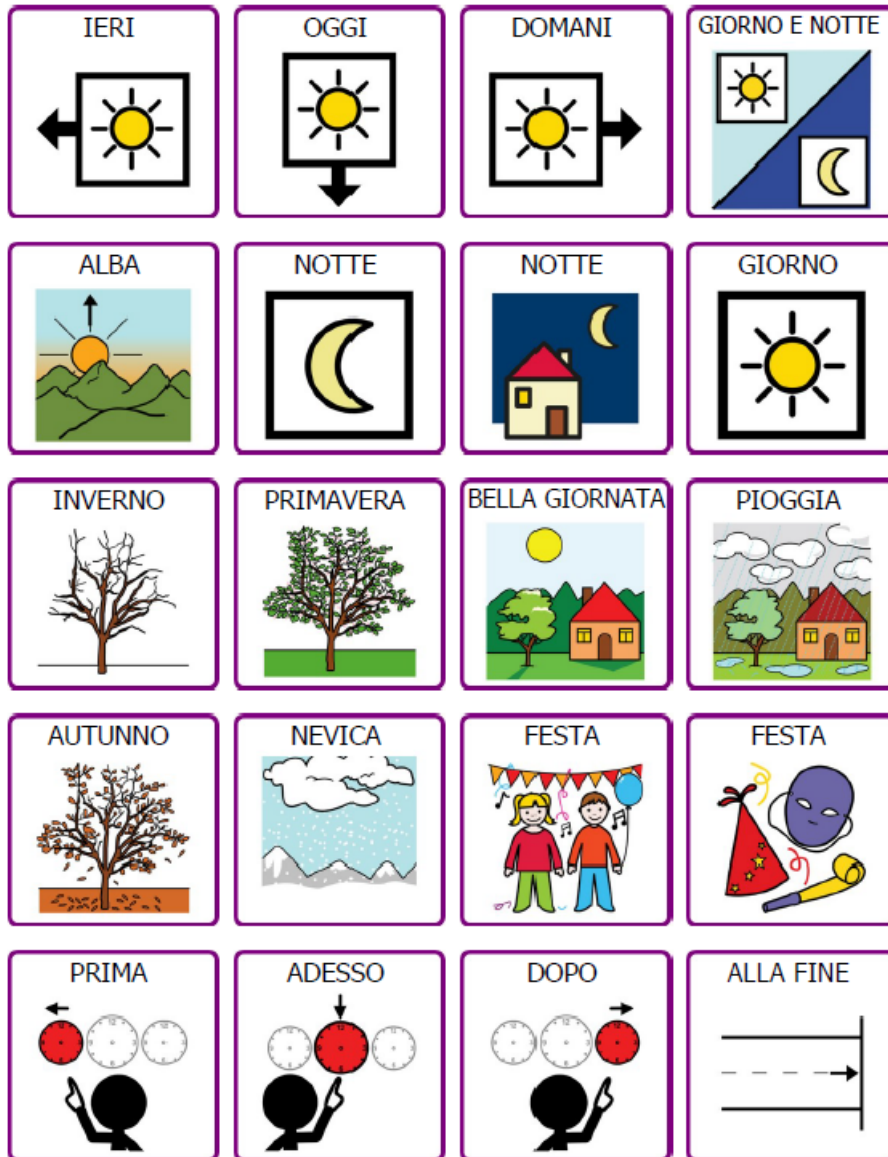 IERI
OGGI
DOMANI
GIORNO E NOTTE
ALBA
NOTTE
NOTTE
GIORNO
INVERNO
PRIMAVERA
BELLA GIORNATA
PIOGGIA
AUTUNNO
NEVICA
FESTA
FESTA
PRIMA
ADESSO
DOPO
ALLA FINE